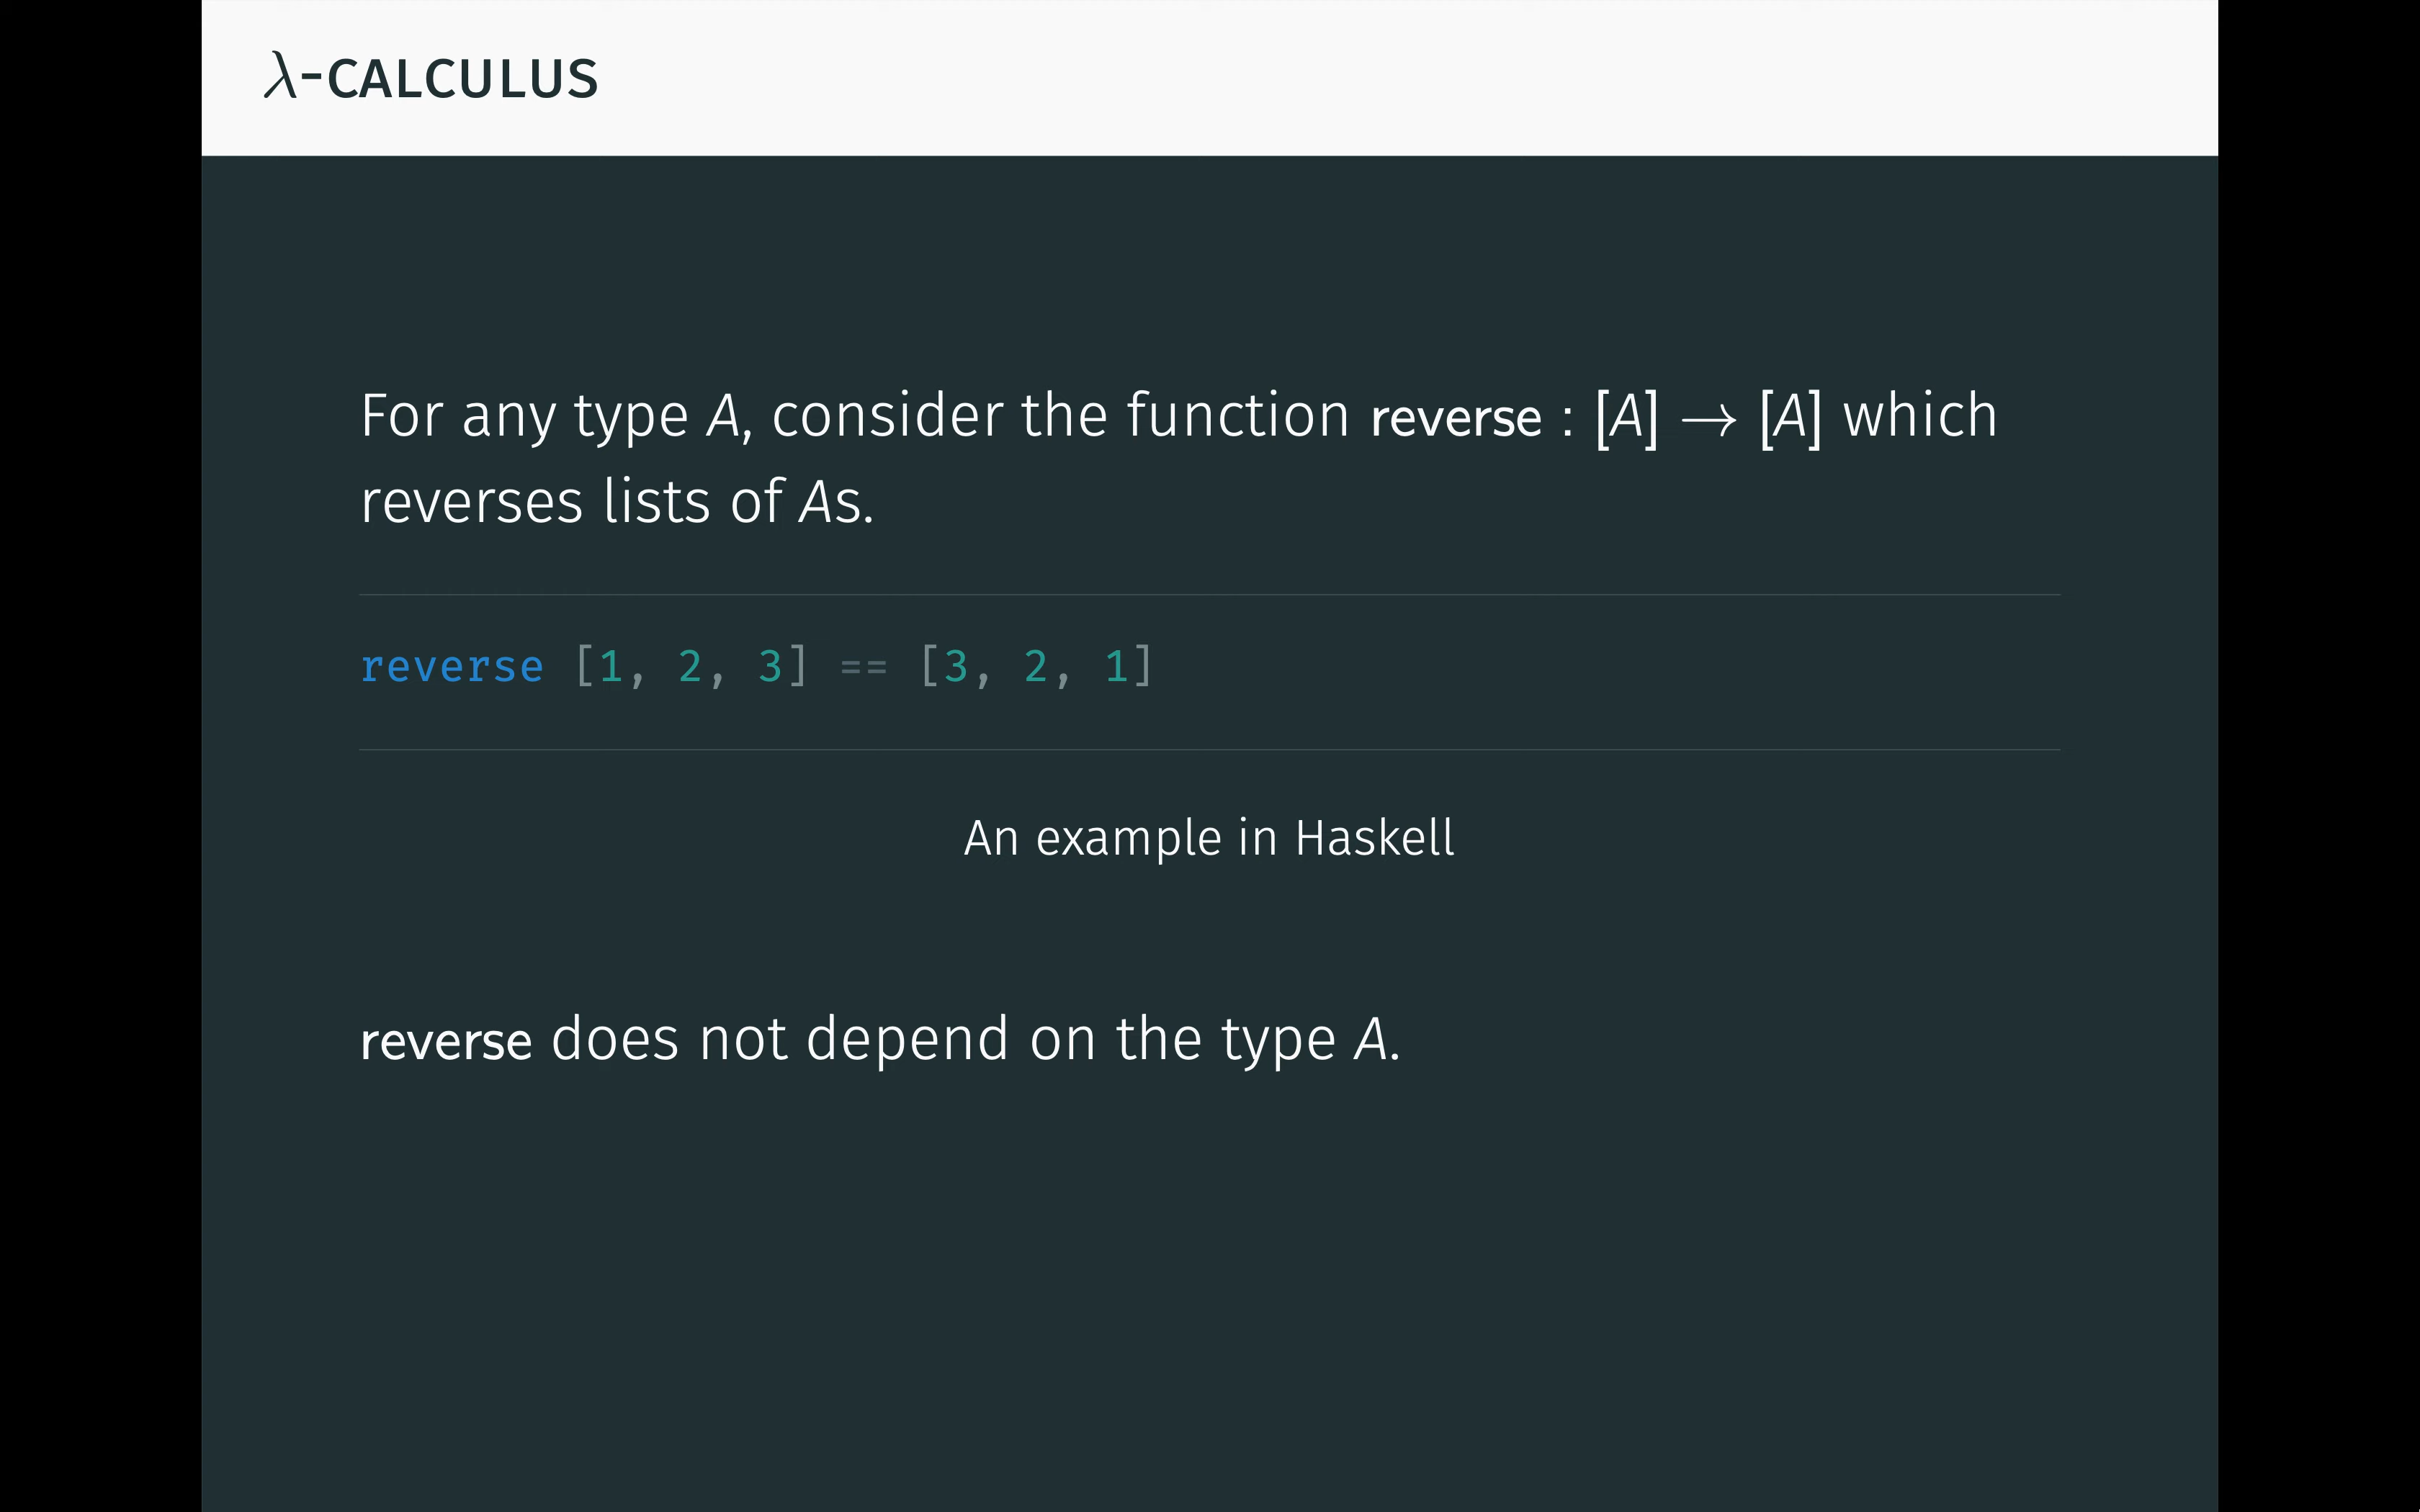 λ-CALCULUS
For any type A, consider the function reverse : [A] → [A] which
reverses lists of As.
reverse [1, 2, 3] == [3, 2, 1]
An example in Haskell
reverse does not depend on the type A.